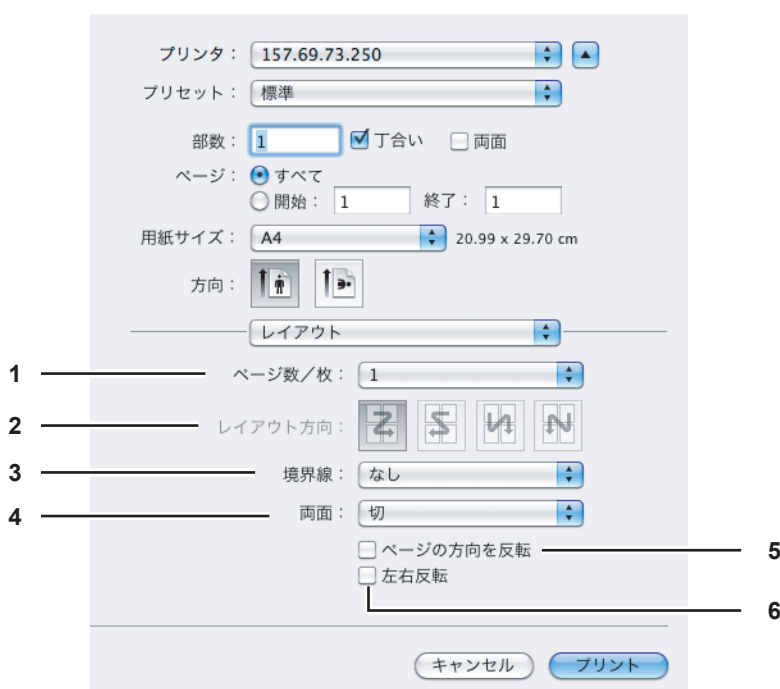 プリンタ： 157.69.73.250
プリセット： 標準
部数： 1 丁合い 両面
ページ： すべて
開始： 1 終了： 1
用紙サイズ： A4 20.99 x 29.70 cm
方向：
レイアウト
1 ページ数／枚： 1
2 レイアウト方向：
3 境界線： なし
4 両面： 切
ページの方向を反転 5
左右反転
6
キャンセル プリント